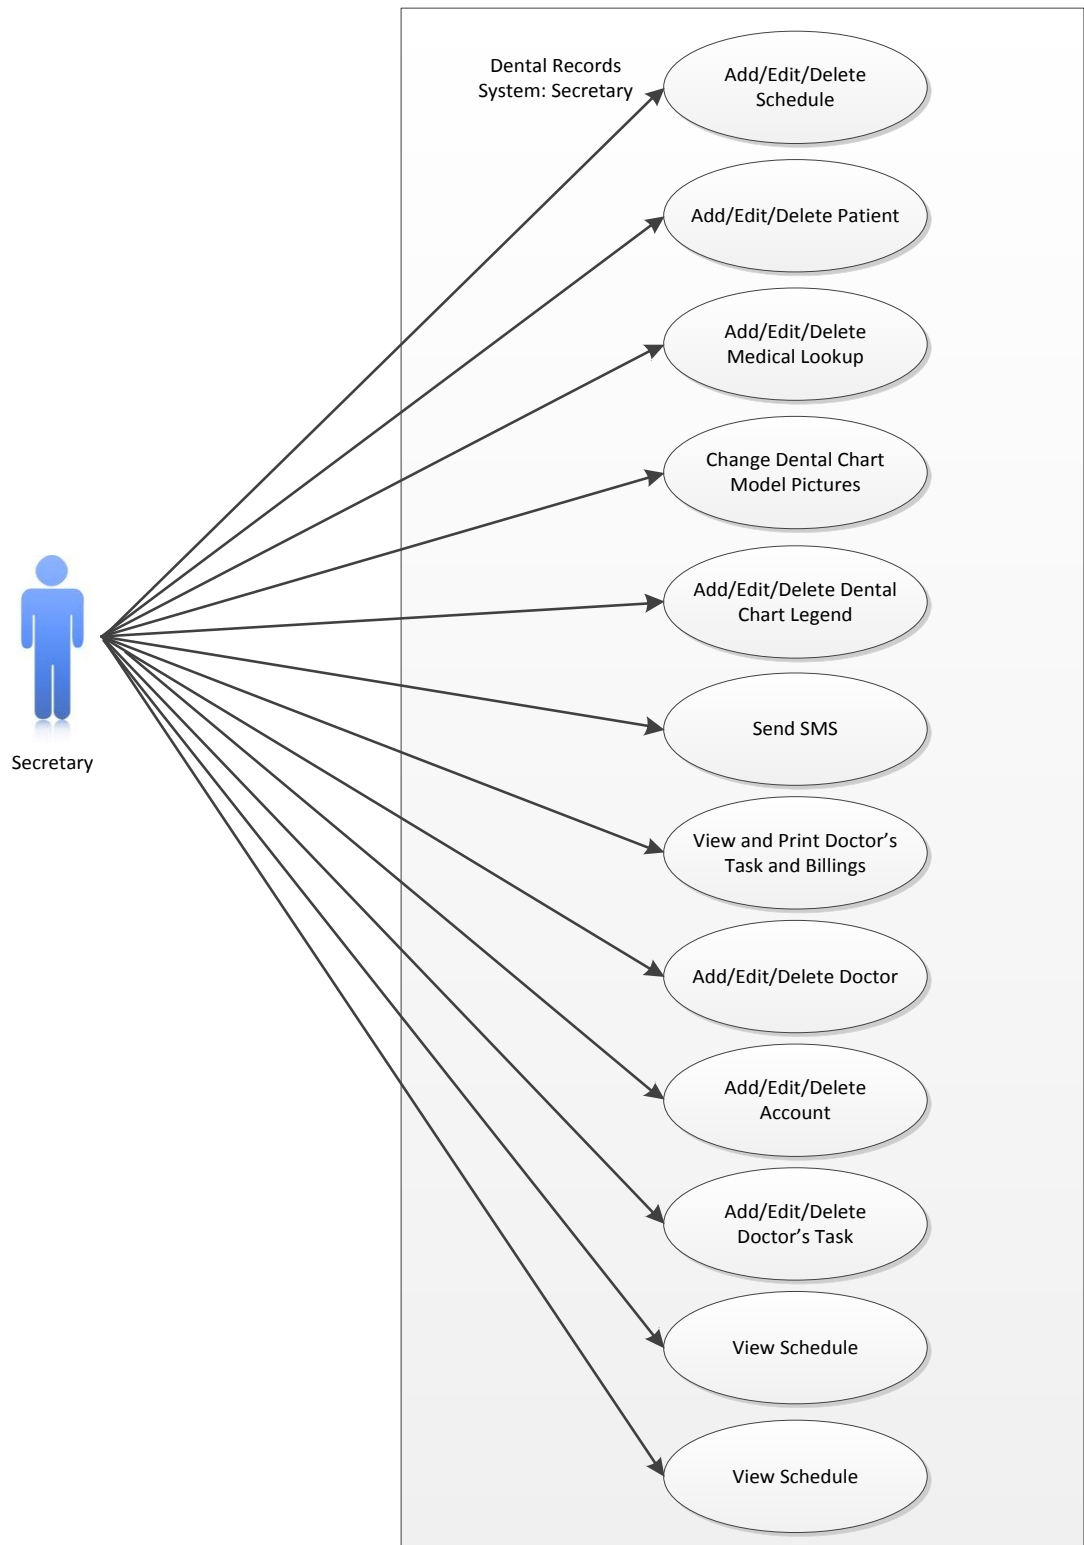 Dental Records
System: Secretary
Add/Edit/Delete
Schedule
Add/Edit/Delete Patient
Add/Edit/Delete
Medical Lookup
Change Dental Chart
Model Pictures
Add/Edit/Delete Dental
Chart Legend
Send SMS
Secretary
View and Print Doctor’s
Task and Billings
Add/Edit/Delete Doctor
Add/Edit/Delete
Account
Add/Edit/Delete
Doctor’s Task
View Schedule
View Schedule